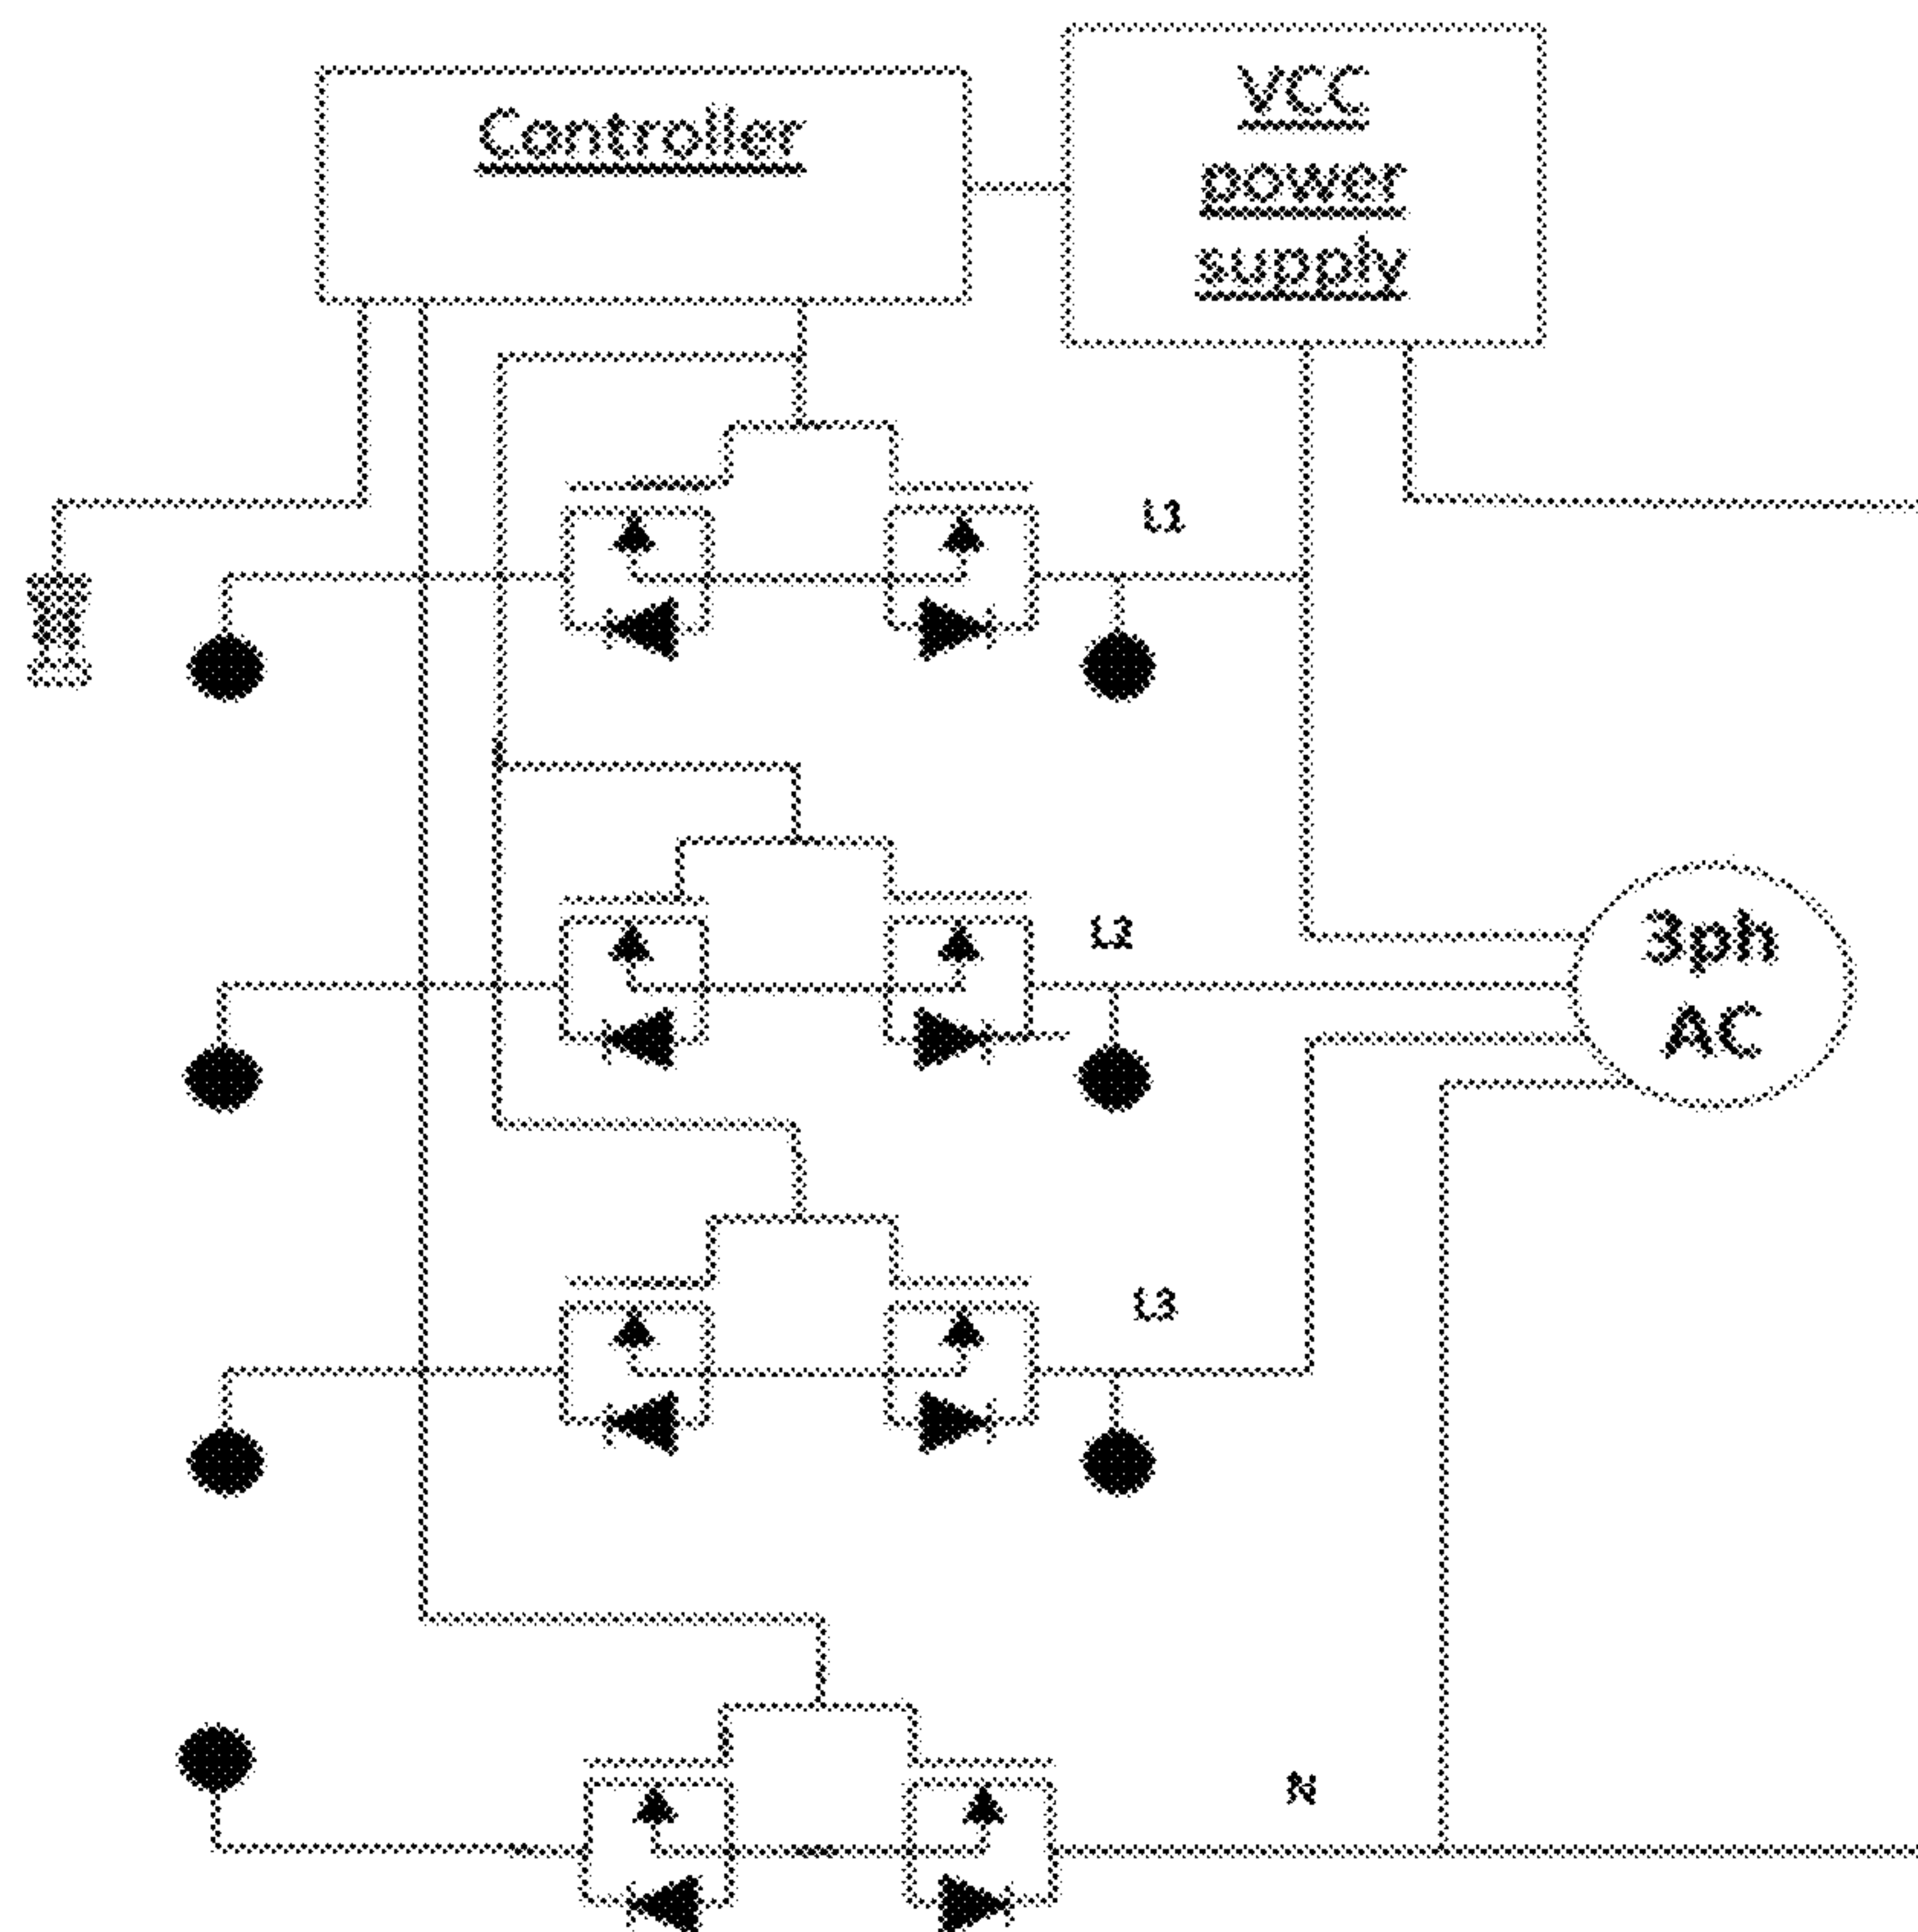 Controller
VCC
power
supply
L1
L2
3ph
AC
L3
N